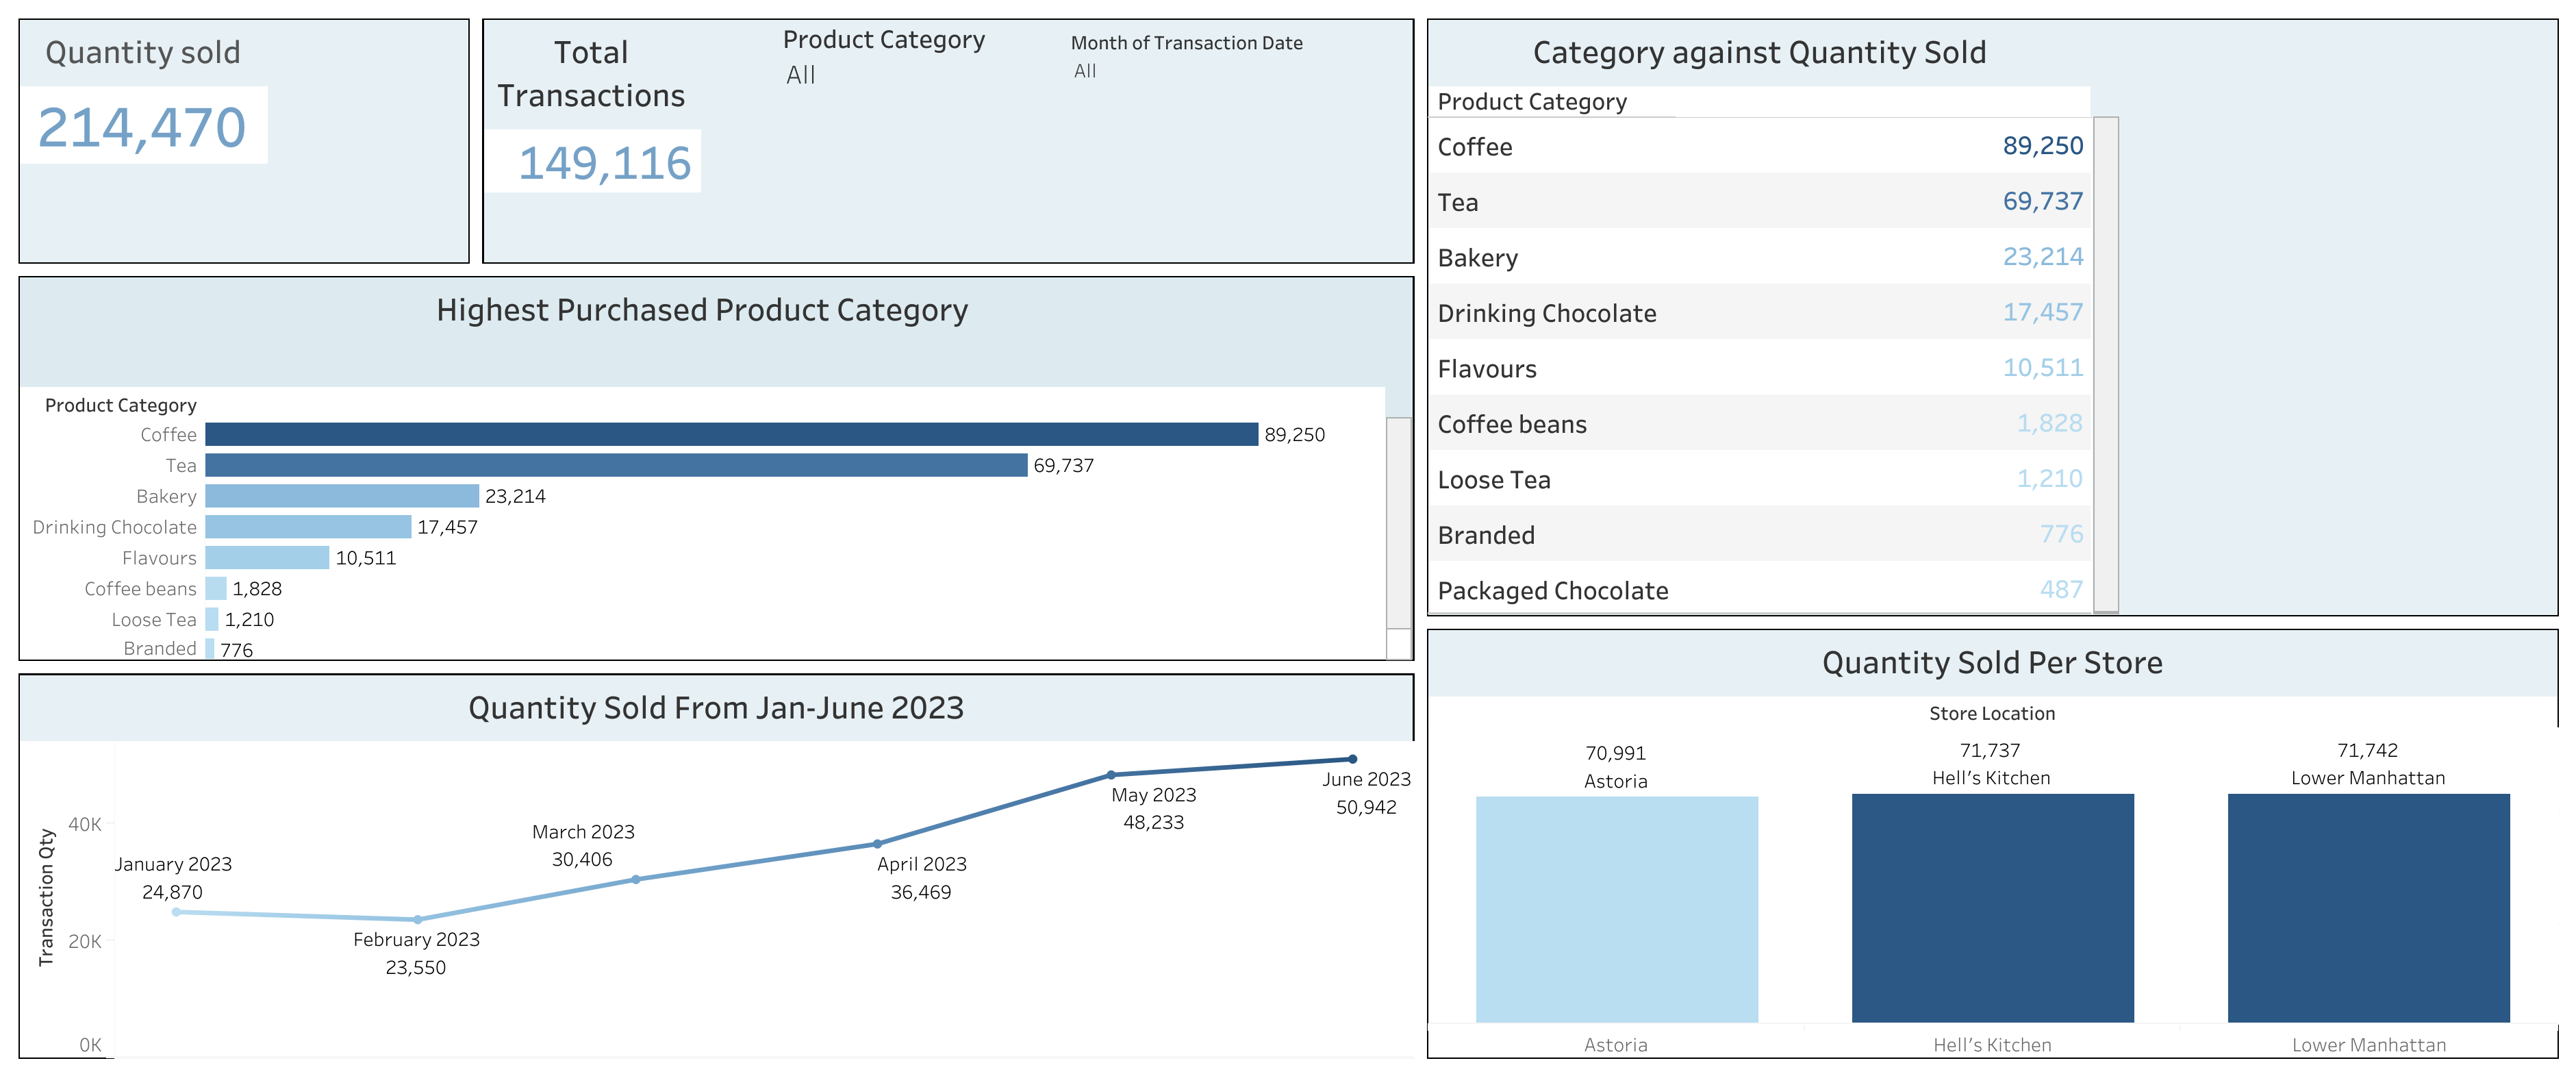 Quantity sold
214,470
Total
Transactions
149,116
Product Category
All
Month of Transaction Date
All
Category against Quantity Sold
Product Category
Coffee 89,250
Tea 69,737
Bakery 23,214
Drinking Chocolate 17,457
Flavours 10,511
Coffee beans 1,828
Loose Tea 1,210
Branded 776
Packaged Chocolate 487
Highest Purchased Product Category
Product Category
Coffee 89,250
Tea 69,737
Bakery 23,214
Drinking Chocolate 17,457
Flavours 10,511
Coffee beans 1,828
Loose Tea 1,210
Branded 776
Quantity Sold From Jan-June 2023
Transaction Qty
40K
20K
0K
January 2023
24,870
February 2023
23,550
March 2023
30,406
April 2023
36,469
May 2023
48,233
June 2023
50,942
Quantity Sold Per Store
Store Location
70,991
Astoria
71,737
Hell's Kitchen
71,742
Lower Manhattan
Astoria
Hell's Kitchen
Lower Manhattan